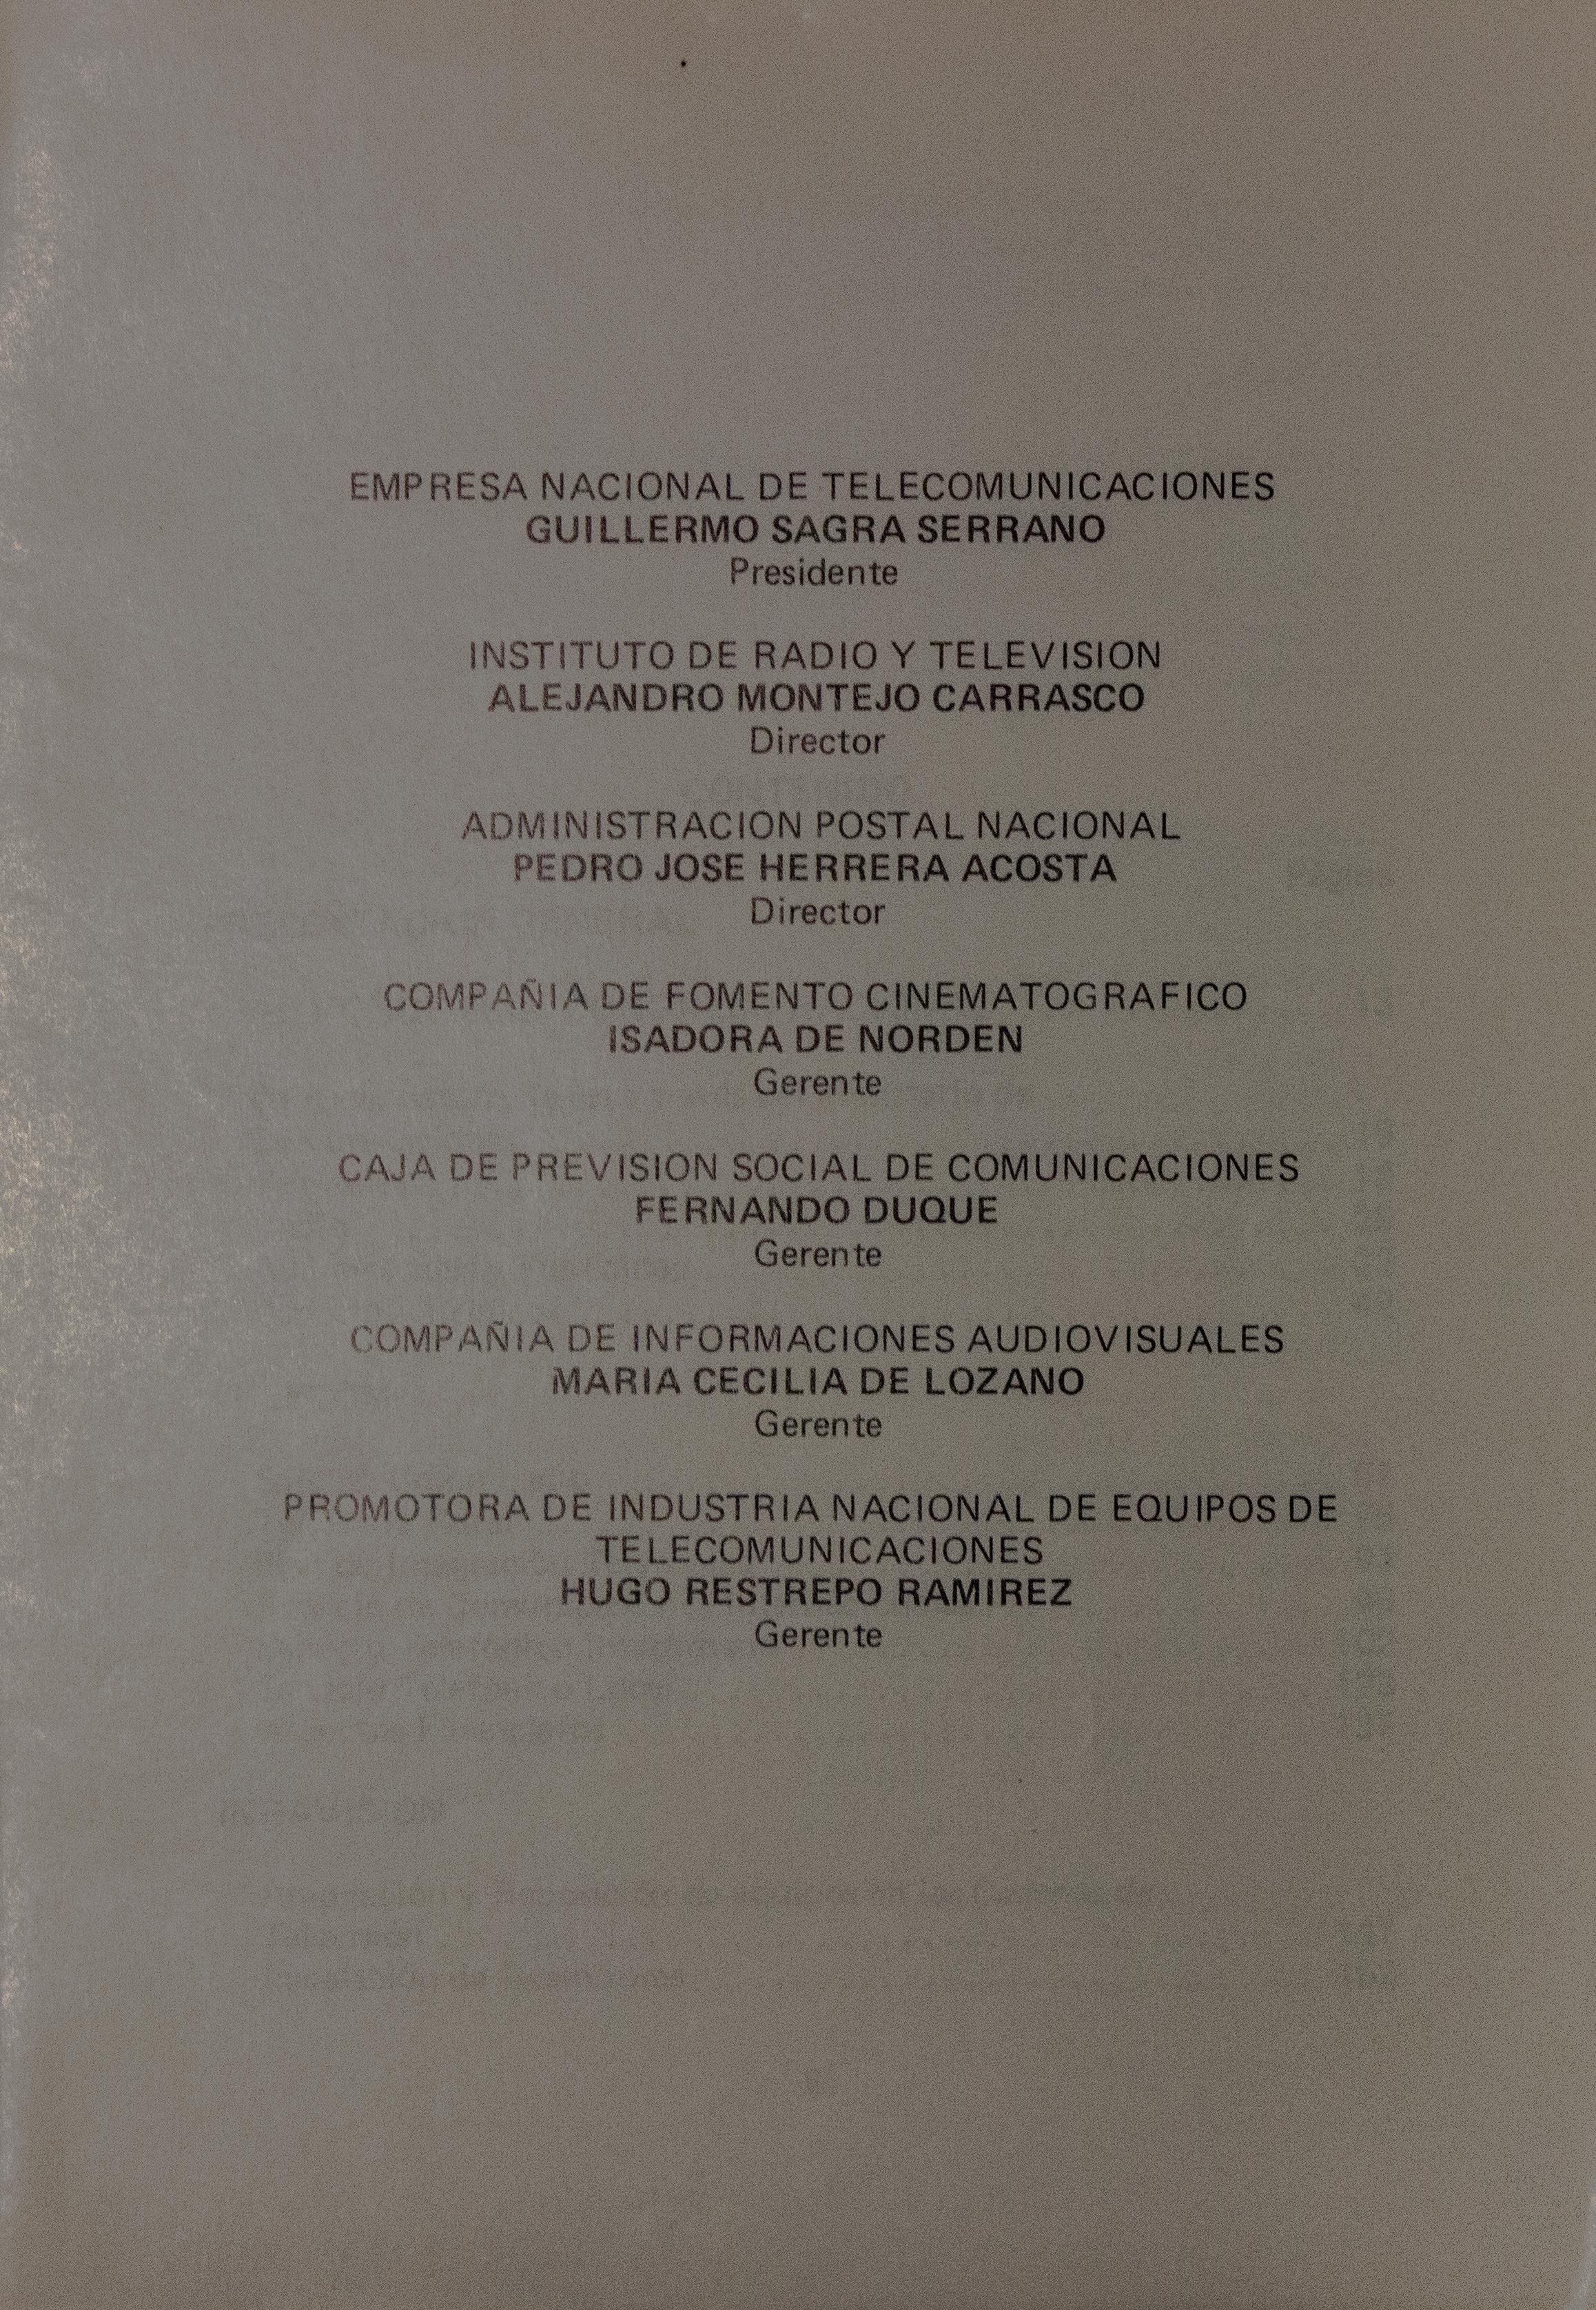 EMPRESA NACIONAL DE TELECOMUNICACIONES
GUILLERMO SAGRA SERRANO
Presidente
INSTITUTO DE RADIO Y TELEVISION
ALEJANDRO MONTEJO CARRASCO
Director
ADMINISTRACION POSTAL NACIONAL
PEDRO JOSE HERRERA ACOSTA
Director
COMPAÑIA DE FOMENTO CINEMATOGRAFICO
ISADORA DE NORDEN
Gerente
CAJA DE PREVISION SOCIAL DE COMUNICACIONES
FERNANDO DUQUE
Gerente
COMPAÑIA DE INFORMACIONES AUDIOVISUALES
MARIA CECILIA DE LOZANO
Gerente
PROMOTORA DE INDUSTRIA NACIONAL DE EQUIPOS DE
TELECOMUNICACIONES
HUGO RESTREPO RAMIREZ
Gerente